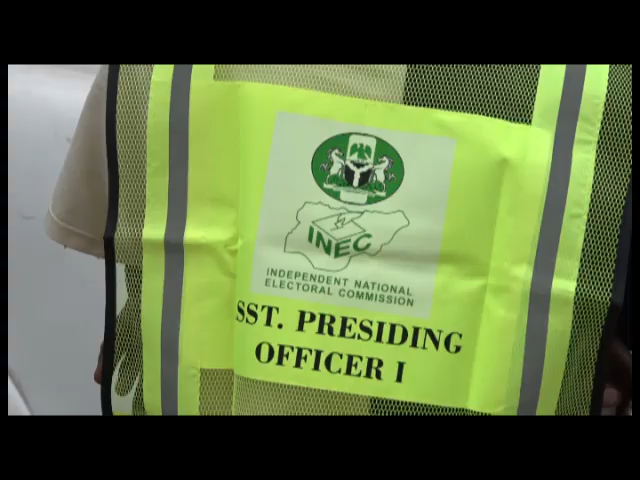 INEC
INDEPENDENT NATIONAL
ELECTORAL COMMISSION
SST. PRESIDING
OFFICER I